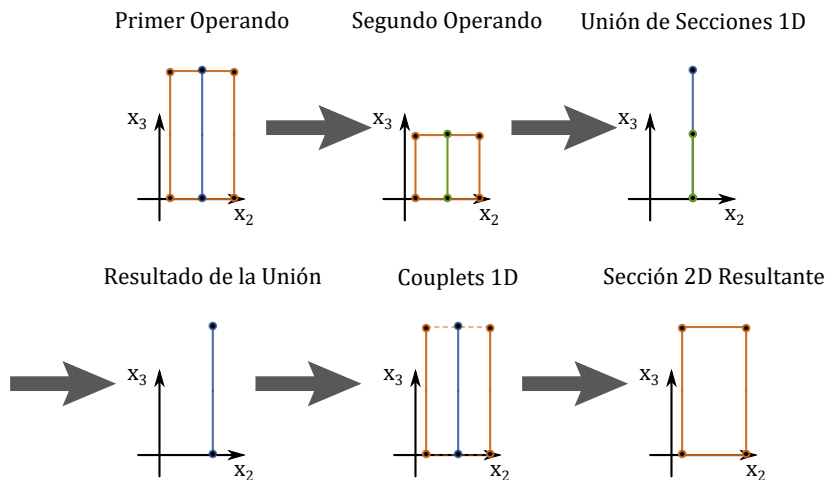 Primer Operando
Segundo Operando
Unión de Secciones 1D
x₃
x₂
x₃
x₂
x₃
x₂
Resultado de la Unión
Couplets 1D
Sección 2D Resultante
x₃
x₂
x₃
x₂
x₃
x₂